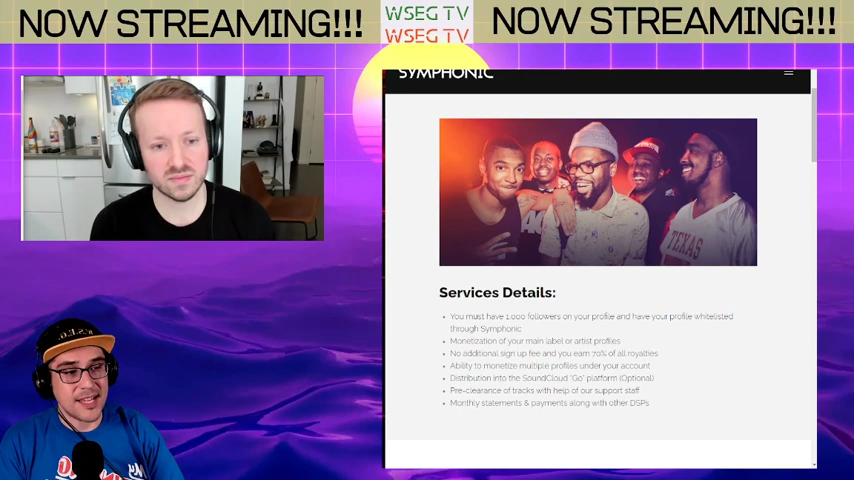 NOW STREAMING!!!
WSEG TV
WSEG TV
NOW STREAMING!!!
SYMPHONIC
Services Details:
You must have 1,000 followers on your profile and have your profile whitelisted
through Symphonic
Monetization of your main label or artist profiles
No additional sign up fee and you earn 70% of all royalties
Ability to monetize multiple profiles under your account
Distribution into the SoundCloud "Go" platform (Optional)
Pre-clearance of tracks with help of our support staff
Monthly statements & payments along with other DSPs
TEXAS